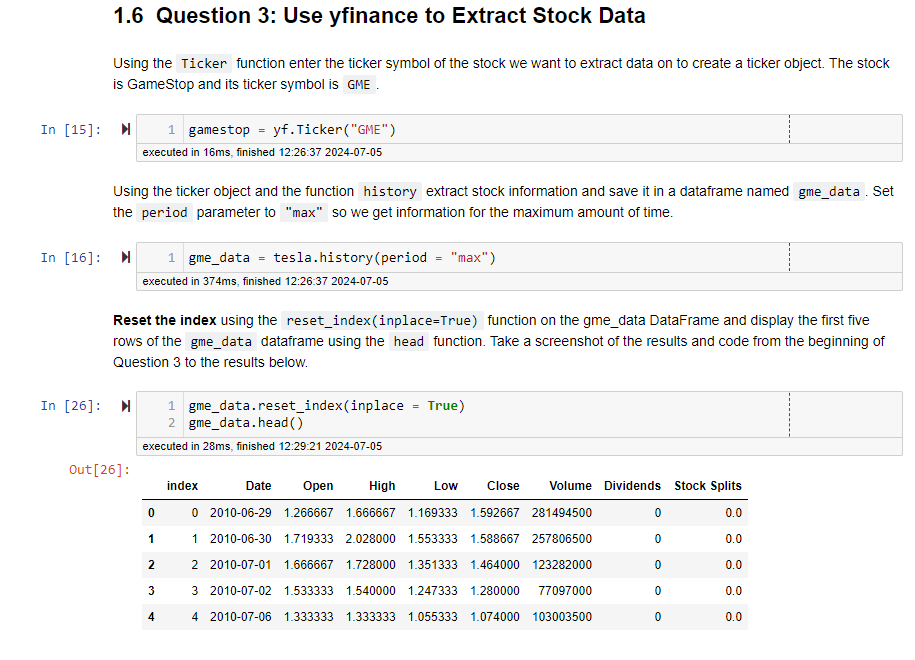 1.6 Question 3: Use yfinance to Extract Stock Data
Using the Ticker function enter the ticker symbol of the stock we want to extract data on to create a ticker object. The stock
is GameStop and its ticker symbol is GME .
In [15]: 1 gamestop = yf.Ticker("GME")
executed in 16ms, finished 12:26:37 2024-07-05
Using the ticker object and the function history extract stock information and save it in a dataframe named gme_data . Set
the period parameter to "max" so we get information for the maximum amount of time.
In [16]: 1 gme_data = tesla.history(period = "max")
executed in 374ms, finished 12:26:37 2024-07-05
Reset the index using the reset_index(inplace=True) function on the gme_data DataFrame and display the first five
rows of the gme_data dataframe using the head function. Take a screenshot of the results and code from the beginning of
Question 3 to the results below.
In [26]: 1 gme_data.reset_index(inplace = True)
2 gme_data.head()
executed in 28ms, finished 12:29:21 2024-07-05
Out[26]:
index Date Open High Low Close Volume Dividends Stock Splits
0 0 2010-06-29 1.266667 1.666667 1.169333 1.592667 281494500 0 0.0
1 1 2010-06-30 1.719333 2.028000 1.553333 1.588667 257806500 0 0.0
2 2 2010-07-01 1.666667 1.728000 1.351333 1.464000 123282000 0 0.0
3 3 2010-07-02 1.533333 1.540000 1.247333 1.280000 77097000 0 0.0
4 4 2010-07-06 1.333333 1.333333 1.055333 1.074000 103003500 0 0.0